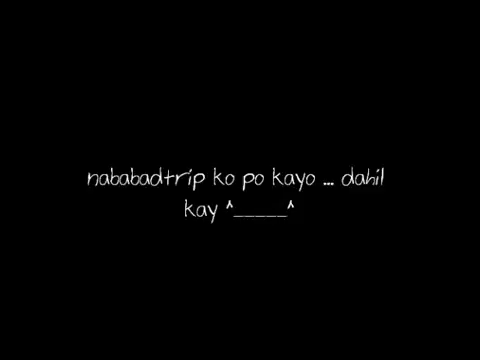 nababadtrip ko po kayo ... dahil
kay ^_____^